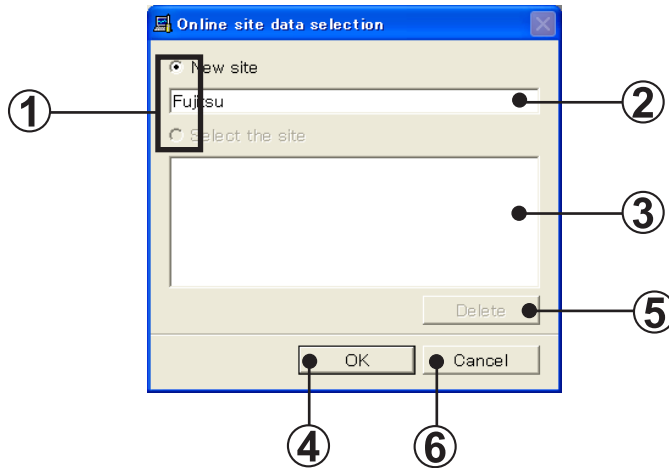 Online site data selection
New site
1
Fujitsu
2
Select the site
3
Delete
5
OK
Cancel
4
6